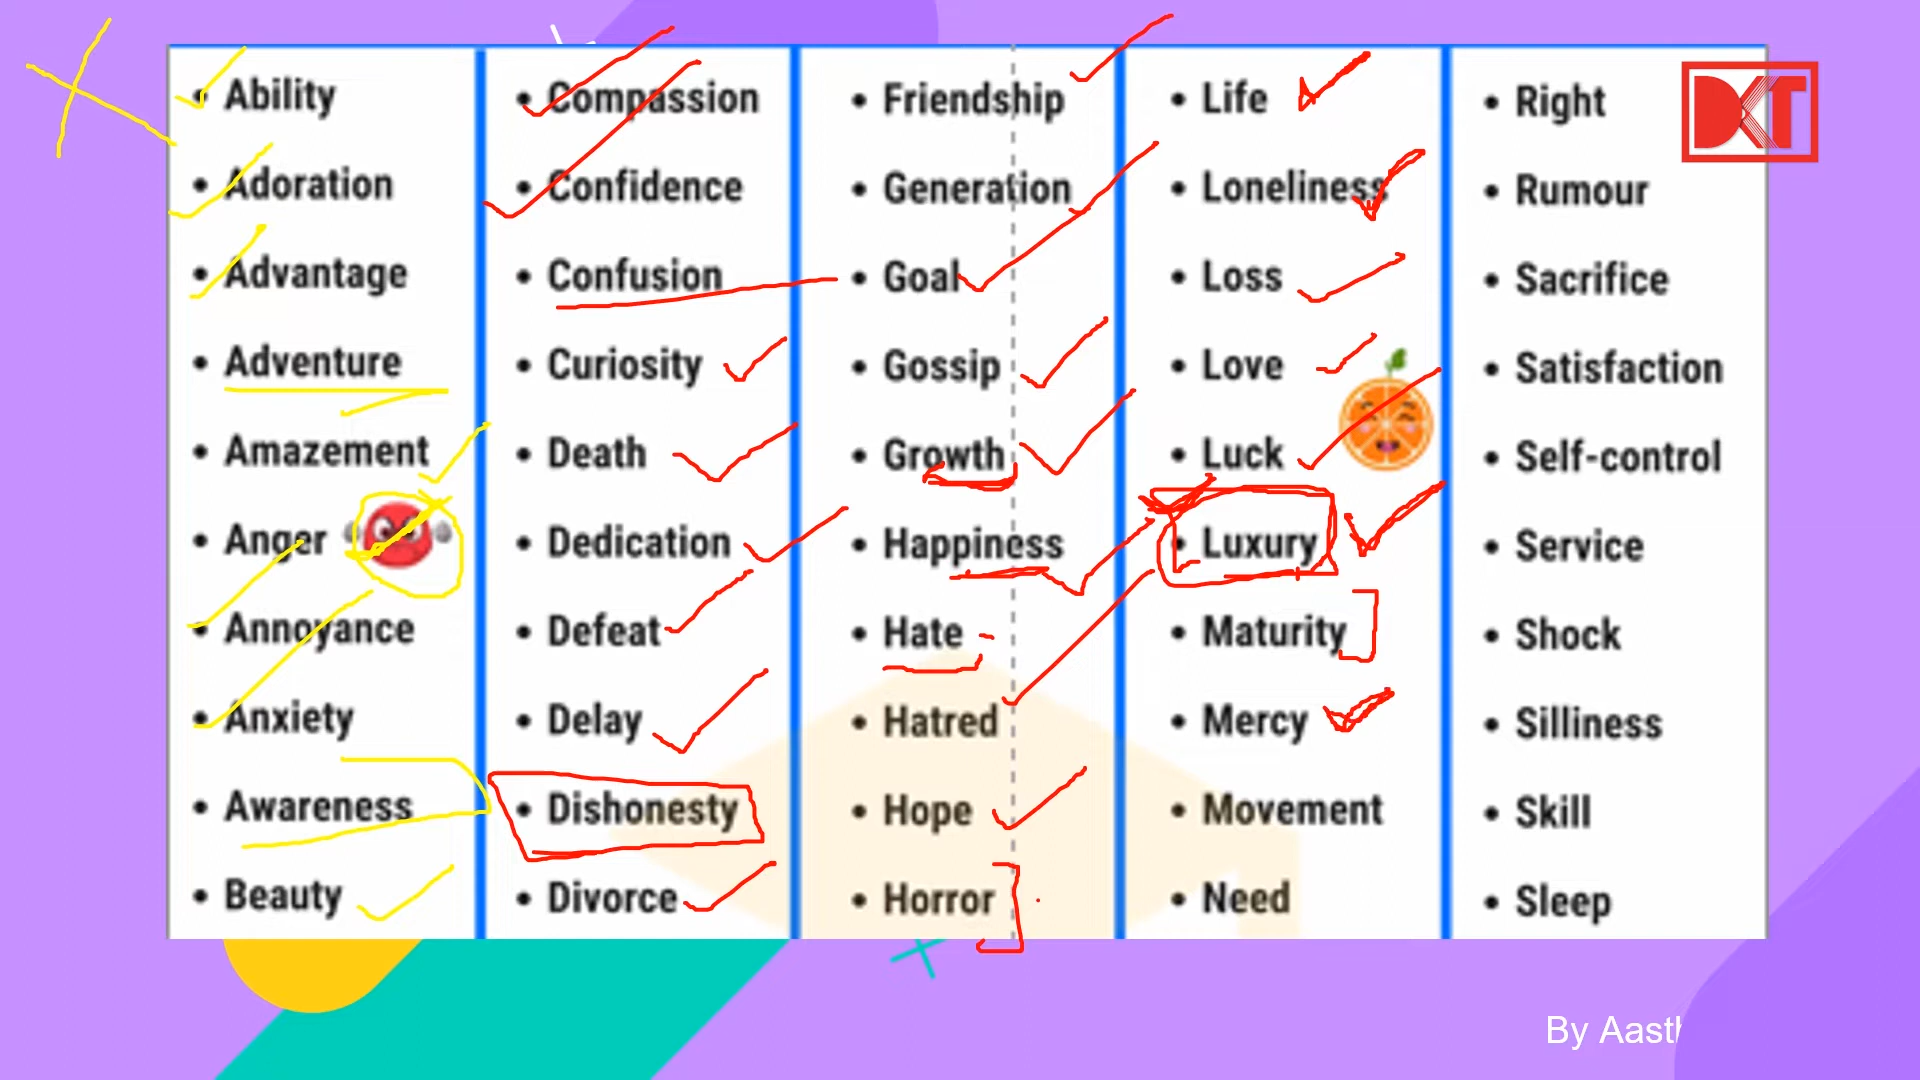 Ability
Adoration
Advantage
Adventure
Amazement
Anger
Annoyance
Anxiety
Awareness
Beauty
Compassion
Confidence
Confusion
Curiosity
Death
Dedication
Defeat
Delay
Dishonesty
Divorce
Friendship
Generation
Goal
Gossip
Growth
Happiness
Hate
Hatred
Hope
Horror
Life
Loneliness
Loss
Love
Luck
Luxury
Maturity
Mercy
Movement
Need
Right
Rumour
Sacrifice
Satisfaction
Self-control
Service
Shock
Silliness
Skill
Sleep
DKT
By